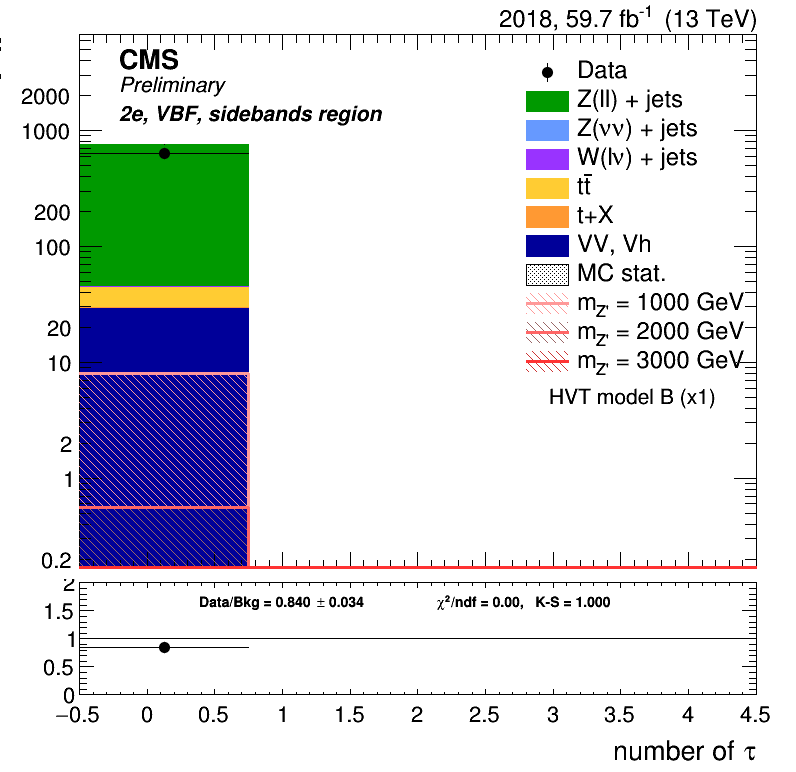 2018, 59.7 fb⁻¹ (13 TeV)
CMS
Preliminary
2e, VBF, sidebands region
Data
Z(ll) + jets
Z(νν) + jets
W(lν) + jets
tt̄
t+X
VV, Vh
MC stat.
m_Z' = 1000 GeV
m_Z' = 2000 GeV
m_Z' = 3000 GeV
HVT model B (x1)
2000
1000
200
100
20
10
2
1
0.2
Data/Bkg = 0.840 ± 0.034 χ²/ndf = 0.00, K-S = 1.000
2
1.5
1
0.5
0
−0.5 0 0.5 1 1.5 2 2.5 3 3.5 4 4.5
number of τ